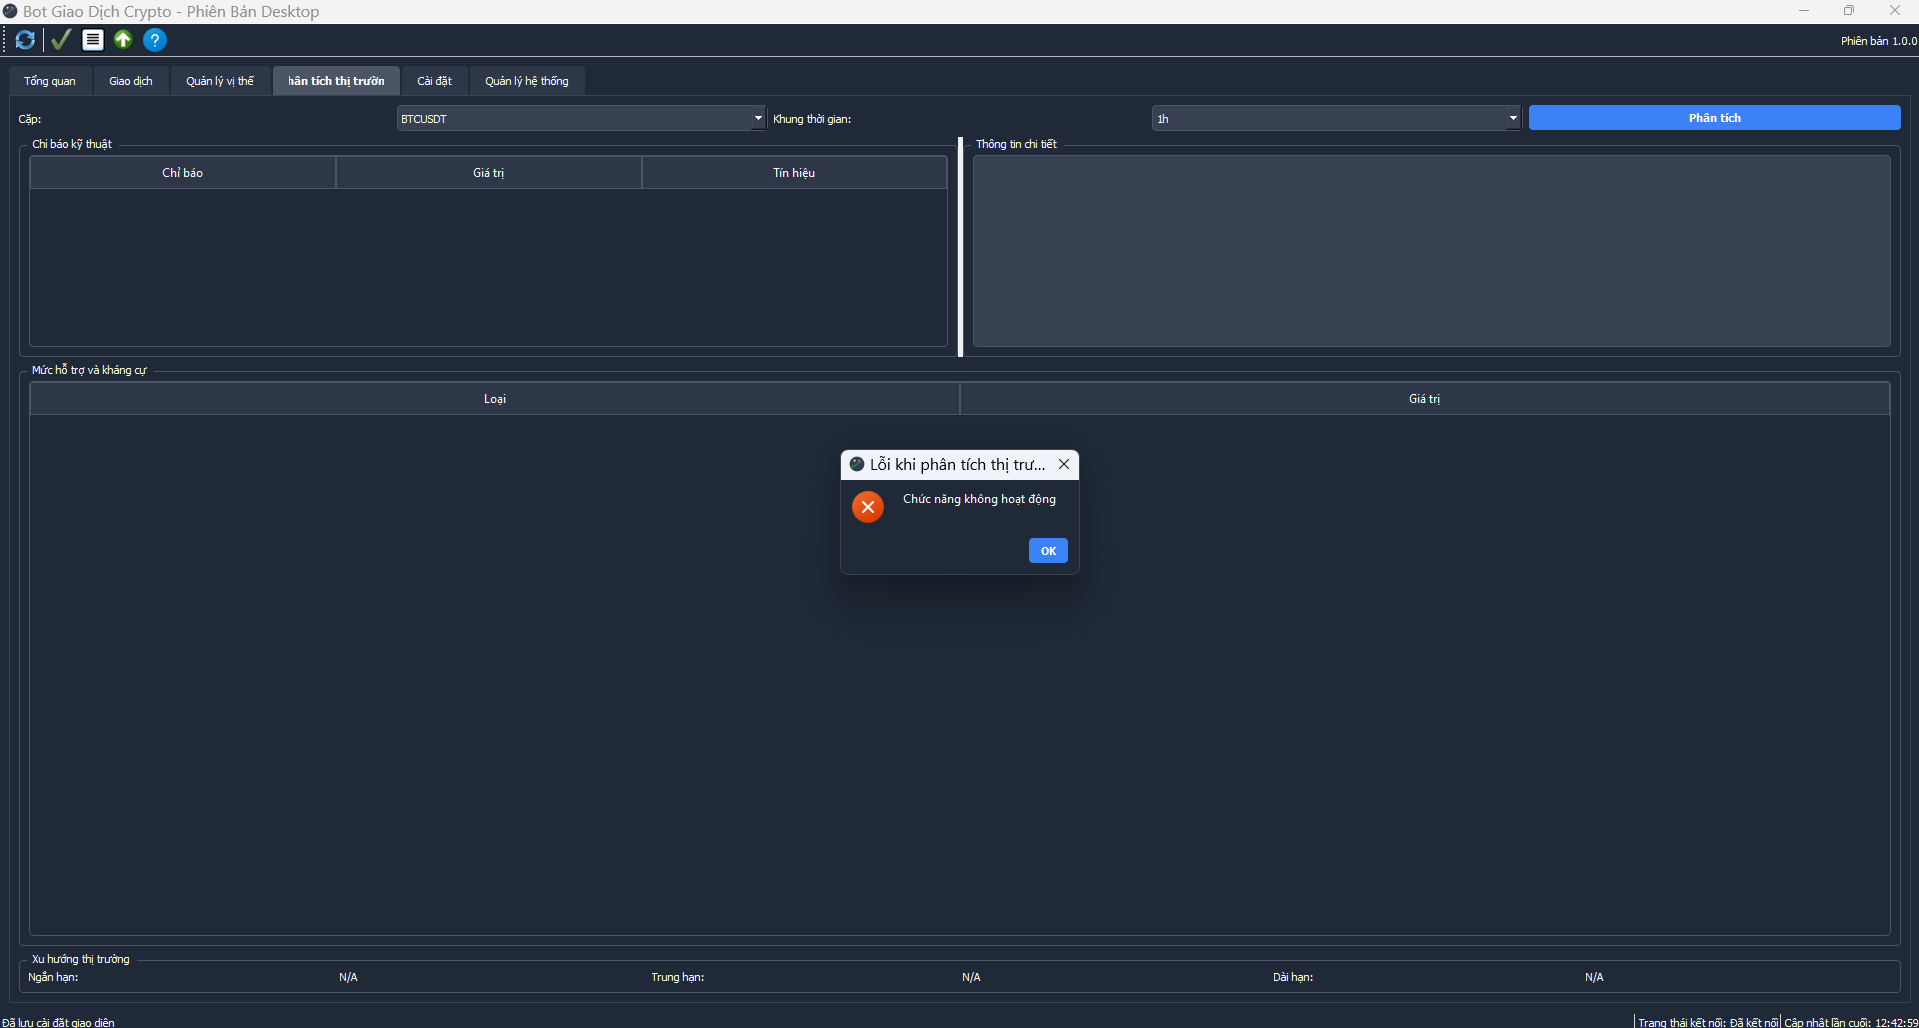 Bot Giao Dịch Crypto - Phiên Bản Desktop
Phiên bản 1.0.0
Tổng quan
Giao dịch
Quản lý vị thế
hân tích thị trườn
Cài đặt
Quản lý hệ thống
Cặp:
BTCUSDT
Khung thời gian:
1h
Phân tích
Chỉ báo kỹ thuật
Chỉ báo
Giá trị
Tín hiệu
Thông tin chi tiết
Mức hỗ trợ và kháng cự
Loại
Giá trị
Lỗi khi phân tích thị trư...
Chức năng không hoạt động
OK
Xu hướng thị trường
Ngắn hạn:
N/A
Trung hạn:
N/A
Dài hạn:
N/A
Đã lưu cài đặt giao diện
Trạng thái kết nối: Đã kết nối
Cập nhật lần cuối: 12:42:59